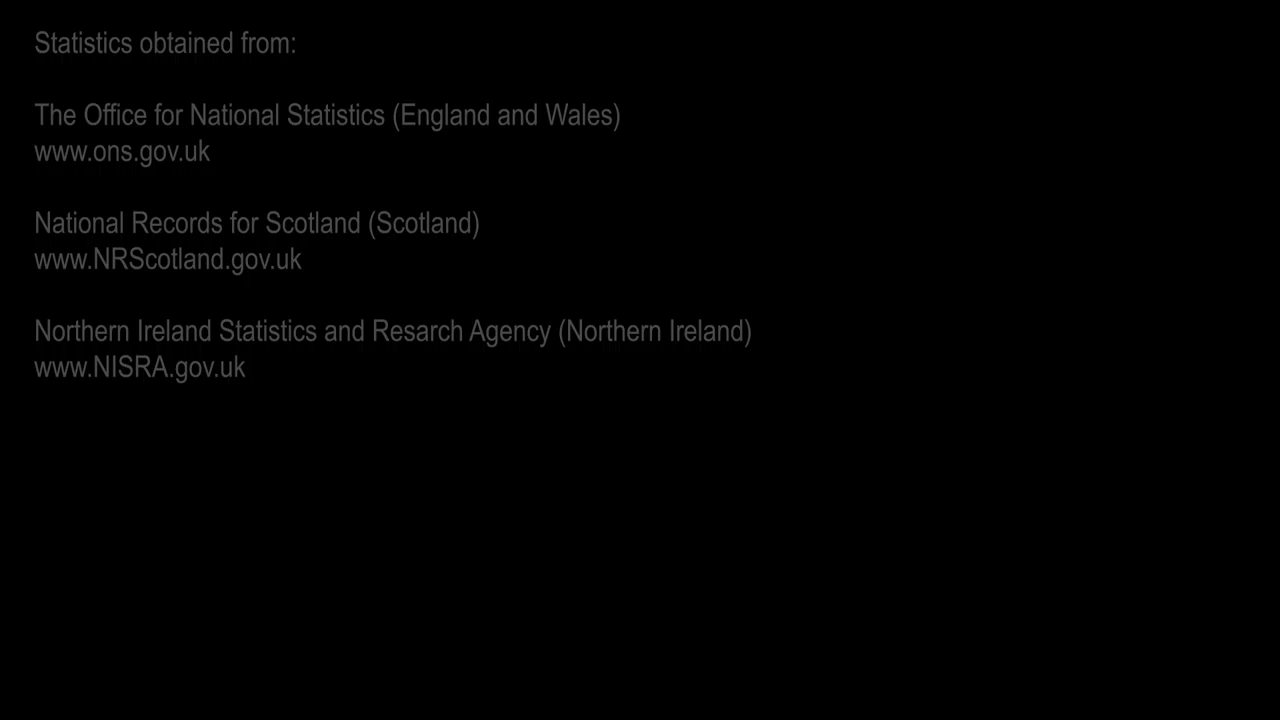 Statistics obtained from:
The Office for National Statistics (England and Wales)
www.ons.gov.uk
National Records for Scotland (Scotland)
www.NRScotland.gov.uk
Northern Ireland Statistics and Resarch Agency (Northern Ireland)
www.NISRA.gov.uk